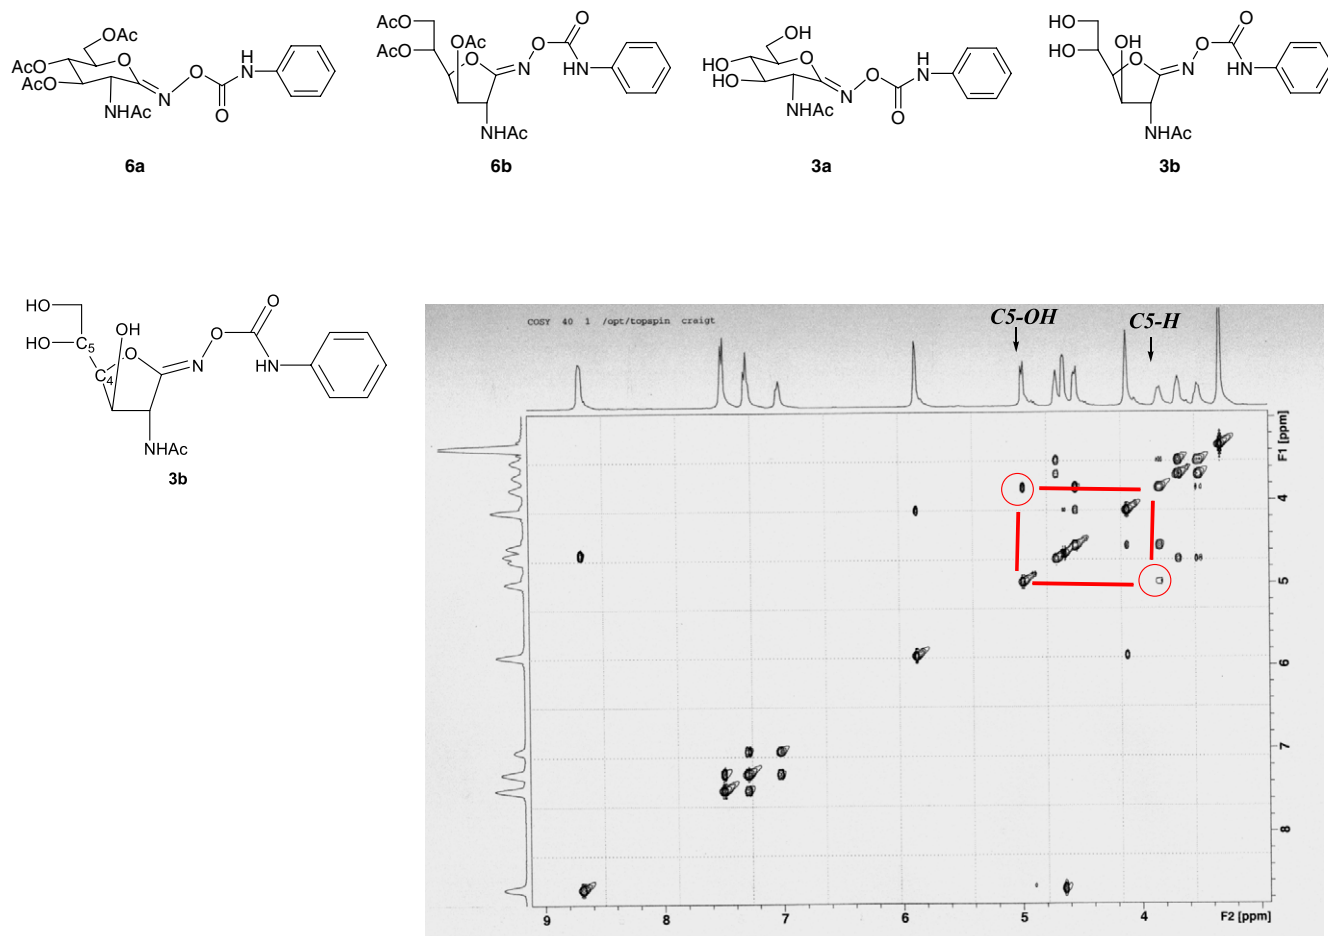 OAc
AcO
O
AcO
NHAc
N
O
O
H
N
6a
AcO
AcO
OAc
O
N
O
O
HN
NHAc
6b
OH
O
HO
HO
NHAc
N
O
O
H
N
3a
HO
HO
OH
O
N
O
O
HN
NHAc
3b
HO
HO
C5
OH
C4
O
N
O
O
HN
NHAc
3b
COSY 40 1 /opt/topspin craigt
C5-OH
C5-H
F1 [ppm]
4
5
6
7
8
9
8
7
6
5
4
F2 [ppm]